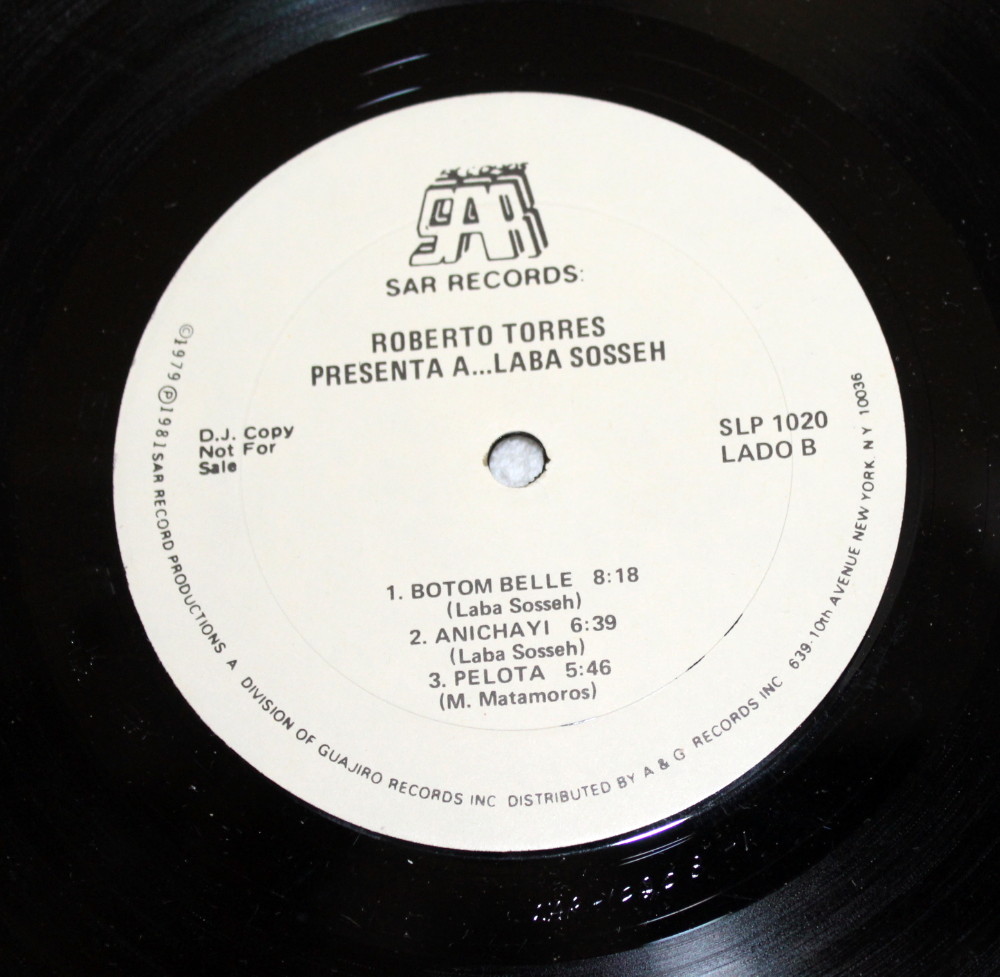 SAR
SAR RECORDS:
ROBERTO TORRES
PRESENTA A...LABA SOSSEH
D.J. Copy
Not For
Sale
SLP 1020
LADO B
1. BOTOM BELLE 8:18
(Laba Sosseh)
2. ANICHAYI 6:39
(Laba Sosseh)
3. PELOTA 5:46
(M. Matamoros)
©1979 ℗1981 SAR RECORD PRODUCTIONS A DIVISION OF GUAJIRO RECORDS INC DISTRIBUTED BY A & G RECORDS INC 639-10th AVENUE NEW YORK. NY 10036